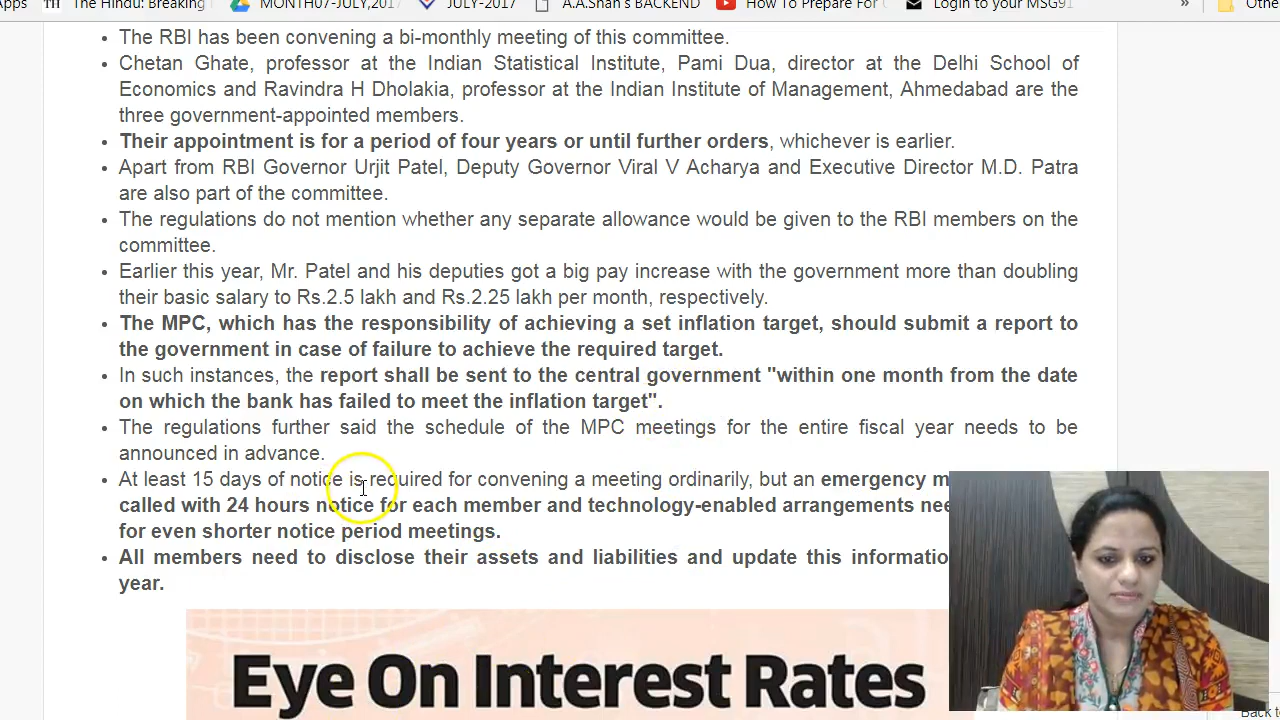 pps TH The Hindu: Breaking MONTH07-JULY,2017 JULY-2017 A.A.Shah's BACKEND How To Prepare For Login to your MSG91 » Othe
• The RBI has been convening a bi-monthly meeting of this committee.
• Chetan Ghate, professor at the Indian Statistical Institute, Pami Dua, director at the Delhi School of
Economics and Ravindra H Dholakia, professor at the Indian Institute of Management, Ahmedabad are the
three government-appointed members.
• Their appointment is for a period of four years or until further orders, whichever is earlier.
• Apart from RBI Governor Urjit Patel, Deputy Governor Viral V Acharya and Executive Director M.D. Patra
are also part of the committee.
• The regulations do not mention whether any separate allowance would be given to the RBI members on the
committee.
• Earlier this year, Mr. Patel and his deputies got a big pay increase with the government more than doubling
their basic salary to Rs.2.5 lakh and Rs.2.25 lakh per month, respectively.
• The MPC, which has the responsibility of achieving a set inflation target, should submit a report to
the government in case of failure to achieve the required target.
• In such instances, the report shall be sent to the central government "within one month from the date
on which the bank has failed to meet the inflation target".
• The regulations further said the schedule of the MPC meetings for the entire fiscal year needs to be
announced in advance.
• At least 15 days of notice is required for convening a meeting ordinarily, but an emergency m
called with 24 hours notice for each member and technology-enabled arrangements nee
for even shorter notice period meetings.
• All members need to disclose their assets and liabilities and update this informatio
year.
Eye On Interest Rates
Back to